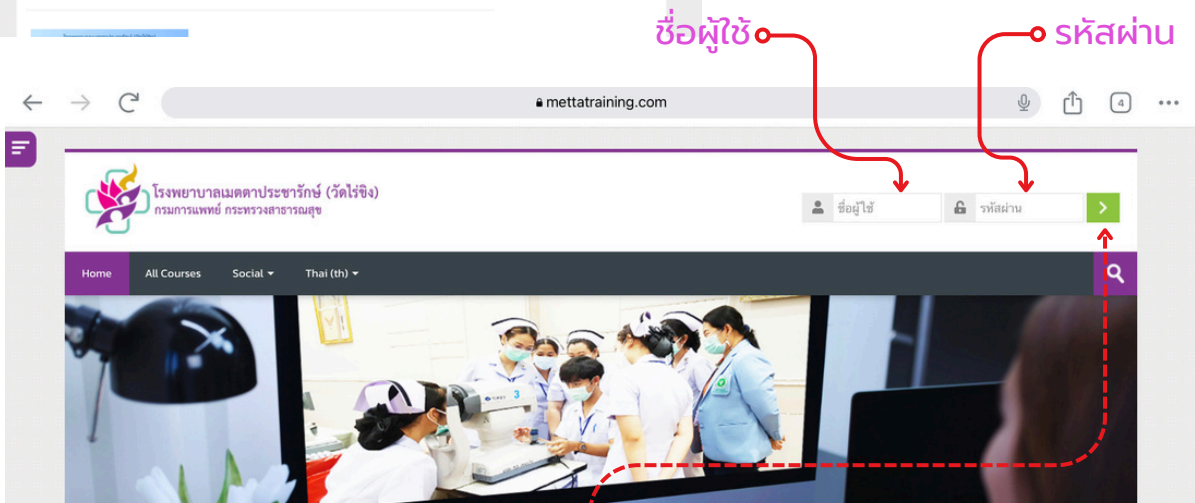 ชื่อผู้ใช้
รหัสผ่าน
mettatraining.com
4
โรงพยาบาลเมตตาประชารักษ์ (วัดไร่ขิง)
กรมการแพทย์ กระทรวงสาธารณสุข
ชื่อผู้ใช้
รหัสผ่าน
Home
All Courses
Social
Thai (th)
3